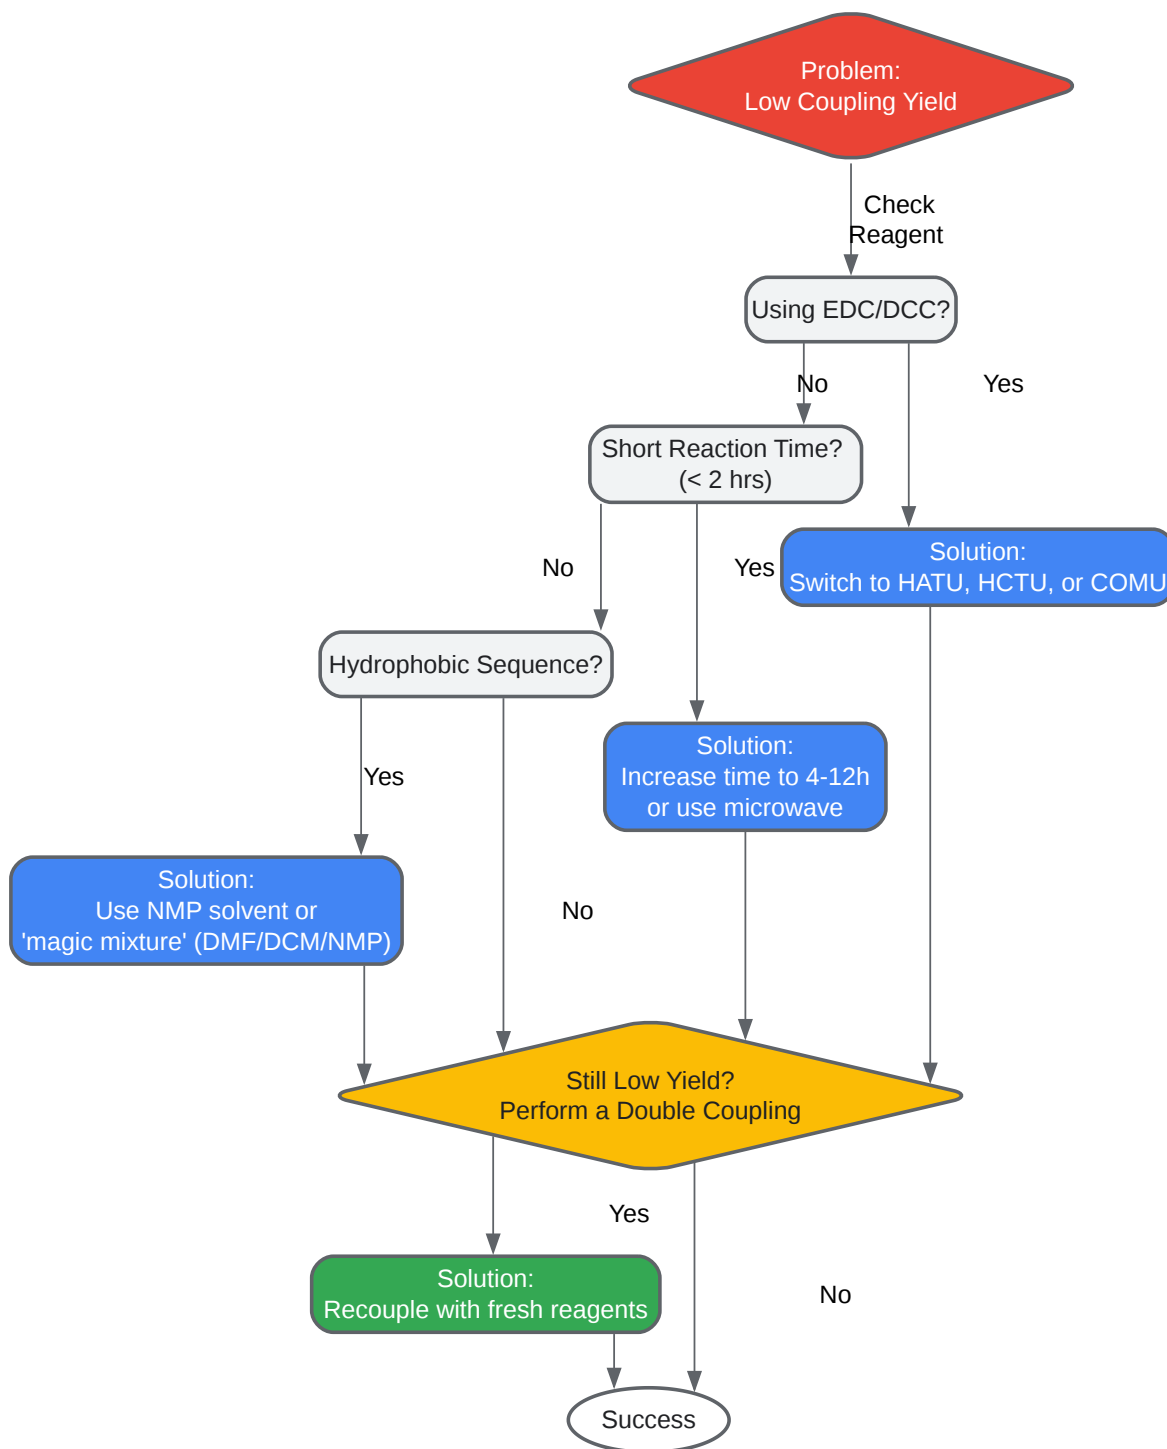 Problem:
Low Coupling Yield
Check
Reagent
Using EDC/DCC?
No
Yes
Short Reaction Time?
(< 2 hrs)
Solution:
Switch to HATU, HCTU, or COMU
No
Yes
Hydrophobic Sequence?
Solution:
Increase time to 4-12h
or use microwave
Yes
Solution:
Use NMP solvent or
'magic mixture' (DMF/DCM/NMP)
No
Still Low Yield?
Perform a Double Coupling
Yes
Solution:
Recouple with fresh reagents
No
Success